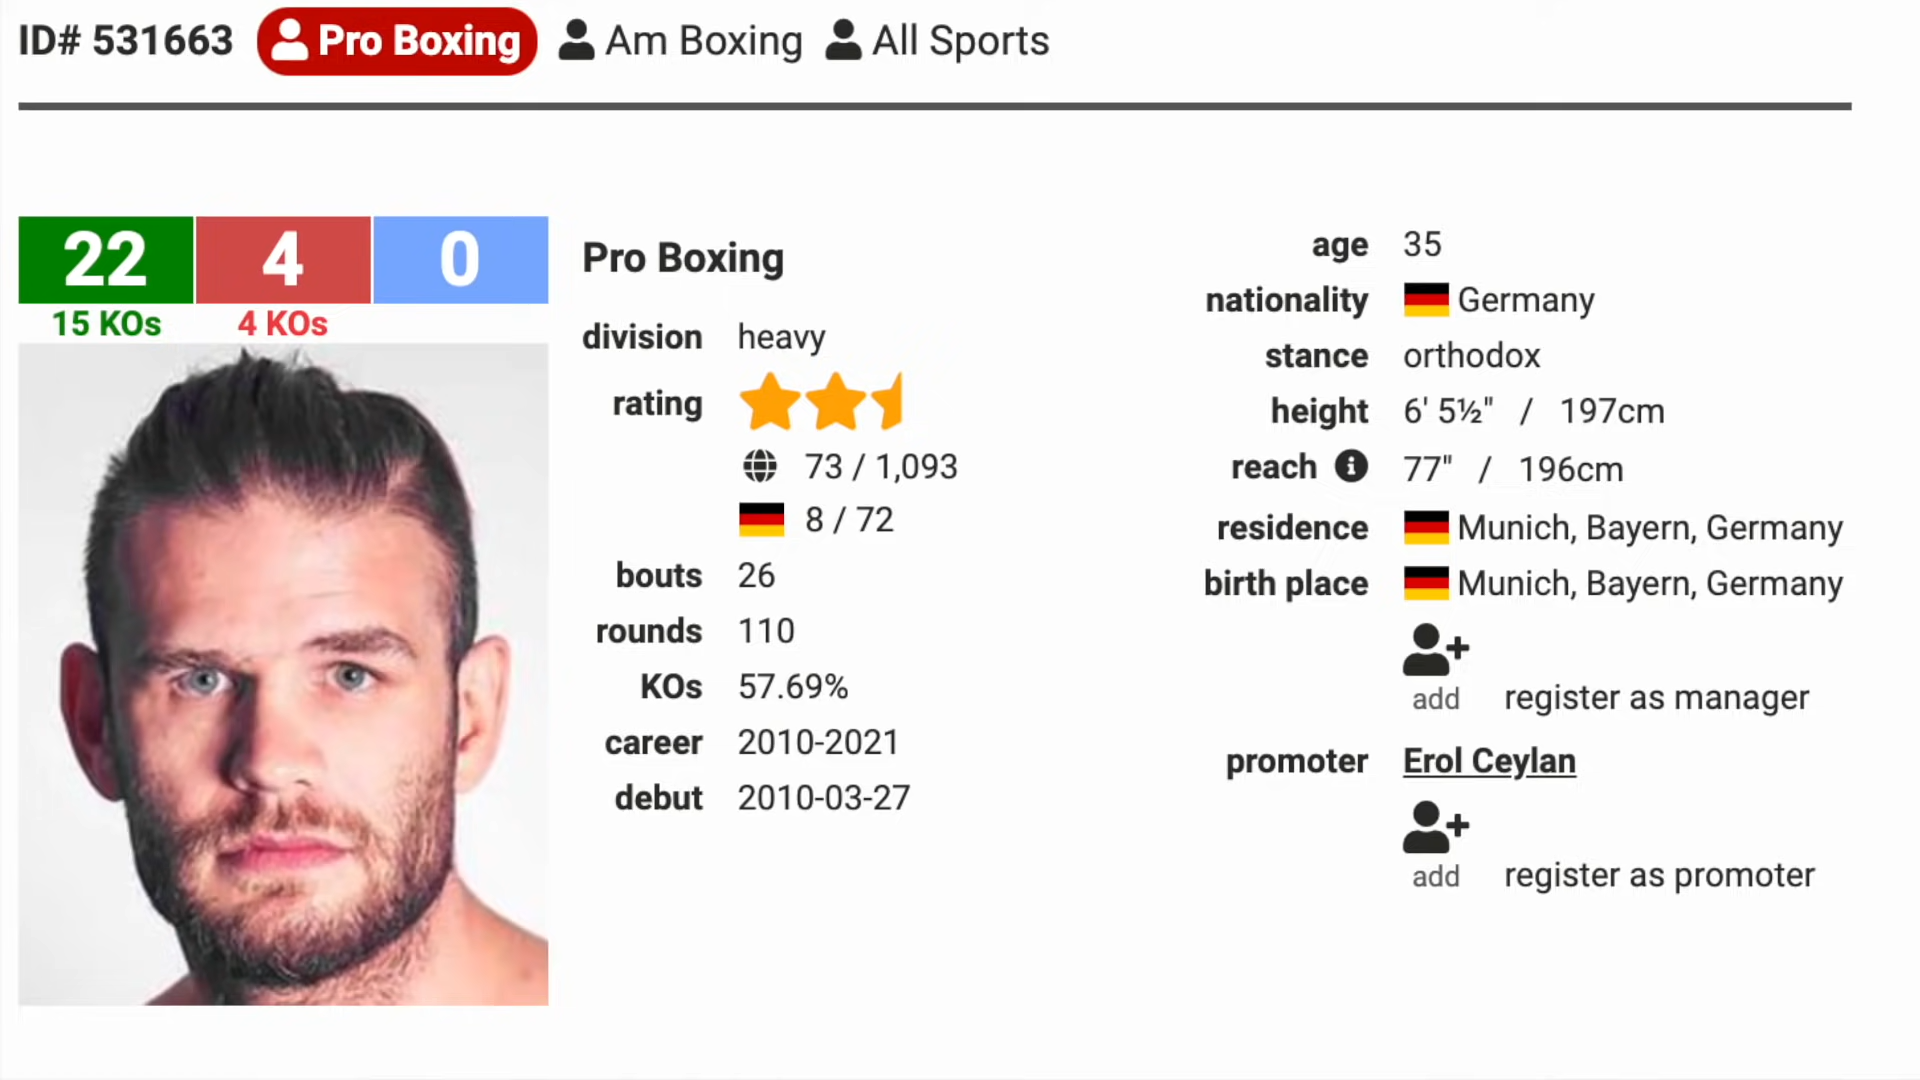 ID# 531663 Pro Boxing Am Boxing All Sports
22 4 0
15 KOs 4 KOs
Pro Boxing
division heavy
rating
73 / 1,093
8 / 72
bouts 26
rounds 110
KOs 57.69%
career 2010-2021
debut 2010-03-27
age 35
nationality Germany
stance orthodox
height 6' 5½" / 197cm
reach 77" / 196cm
residence Munich, Bayern, Germany
birth place Munich, Bayern, Germany
add register as manager
promoter Erol Ceylan
add register as promoter